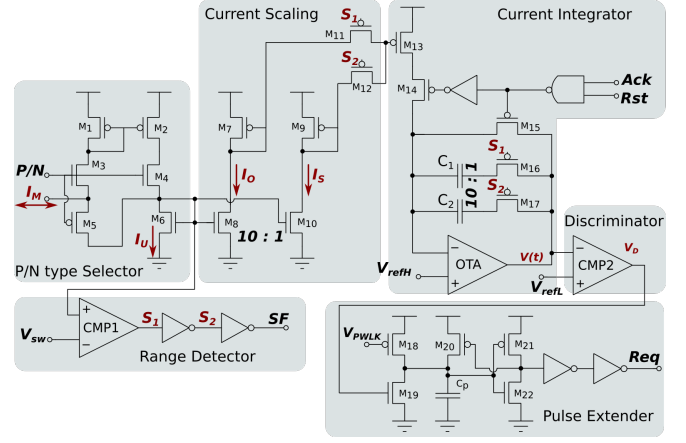 Current Scaling
Current Integrator
S1
M11
M13
S2
M12
M14
Ack
Rst
M1
M2
M7
M9
M15
P/N
M3
M4
IO
IS
C1
S1
M16
10 : 1
IM
M5
M6
M8
M10
C2
S2
M17
IU
10 : 1
Discriminator
P/N type Selector
VrefH
OTA
V(t)
CMP2
VD
VrefL
CMP1
S1
S2
SF
Vsw
Range Detector
VPWLK
M18
M20
M21
Req
M19
Cp
M22
Pulse Extender